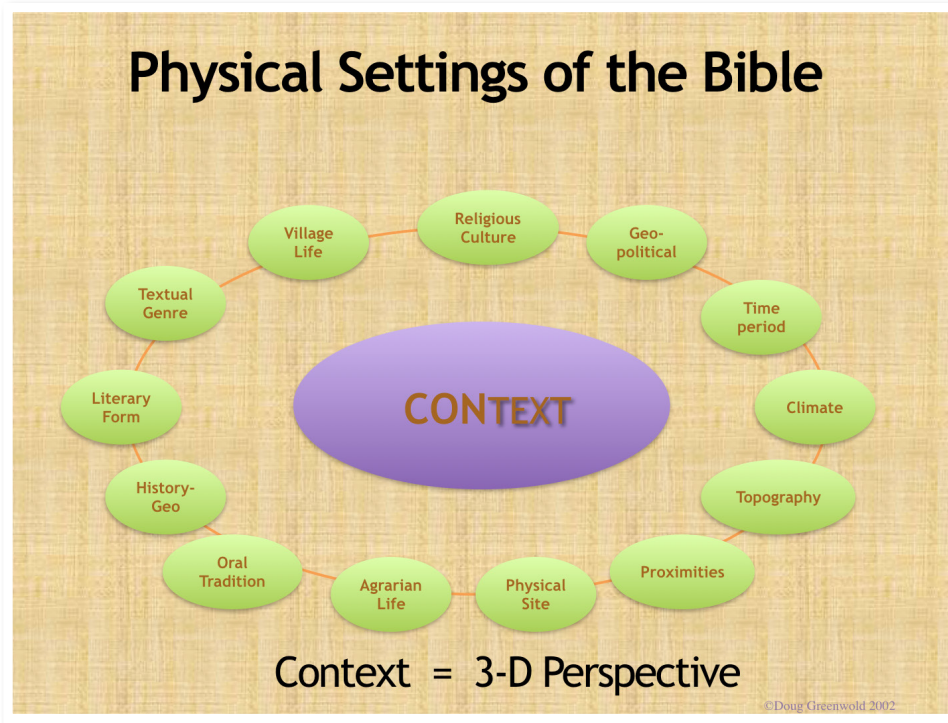 Physical Settings of the Bible
Religious
Culture
Geo-
political
Time
period
Climate
Topography
Proximities
Physical
Site
Agrarian
Life
Oral
Tradition
History-
Geo
Literary
Form
Textual
Genre
Village
Life
CONTEXT
Context = 3-D Perspective
©Doug Greenwold 2002